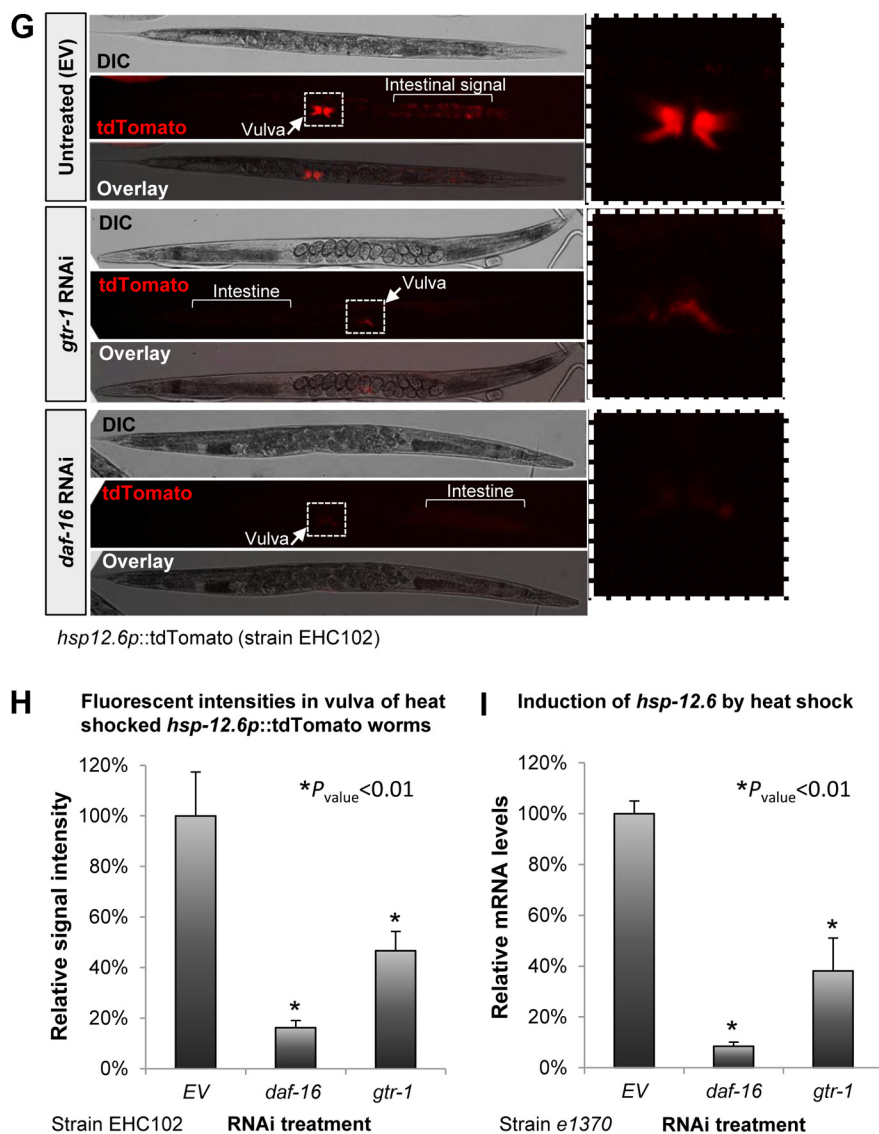 G
Untreated (EV)
DIC
Intestinal signal
tdTomato
Vulva
Overlay
gtr-1 RNAi
DIC
tdTomato
Vulva
Intestine
Overlay
daf-16 RNAi
DIC
tdTomato
Intestine
Vulva
Overlay
hsp12.6p::tdTomato (strain EHC102)
H
Fluorescent intensities in vulva of heat
shocked hsp-12.6p::tdTomato worms
120%
100%
80%
60%
40%
20%
0%
Relative signal intensity
*Pvalue<0.01
*
*
EV daf-16 gtr-1
Strain EHC102 RNAi treatment
I
Induction of hsp-12.6 by heat shock
120%
100%
80%
60%
40%
20%
0%
Relative mRNA levels
*Pvalue<0.01
*
*
EV daf-16 gtr-1
Strain e1370 RNAi treatment